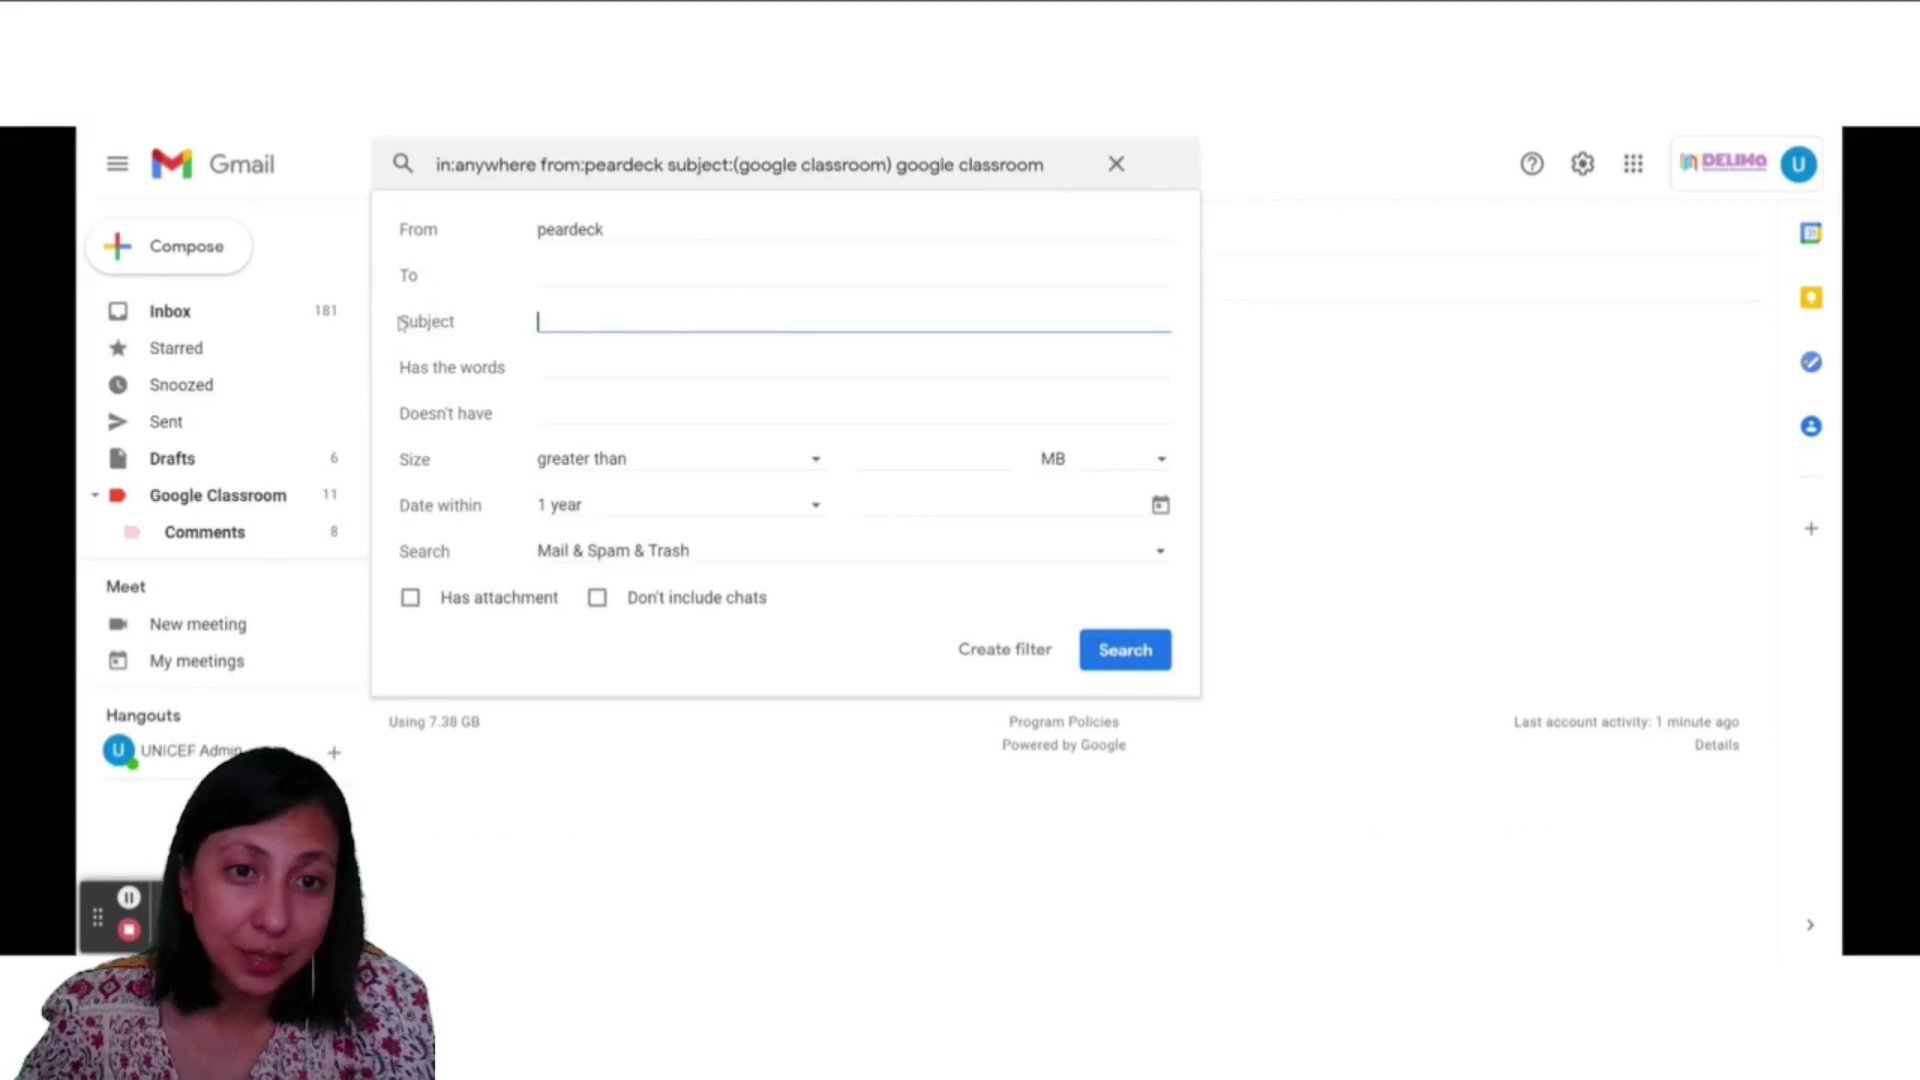 Gmail
in:anywhere from:peardeck subject:(google classroom) google classroom
DELIMa
U
Compose
Inbox 181
Starred
Snoozed
Sent
Drafts 6
Google Classroom 11
Comments 8
Meet
New meeting
My meetings
Hangouts
U UNICEF Admin
From peardeck
To
Subject
Has the words
Doesn't have
Size greater than MB
Date within 1 year
Search Mail & Spam & Trash
Has attachment Don't include chats
Create filter Search
Using 7.38 GB
Program Policies
Powered by Google
Last account activity: 1 minute ago
Details
31